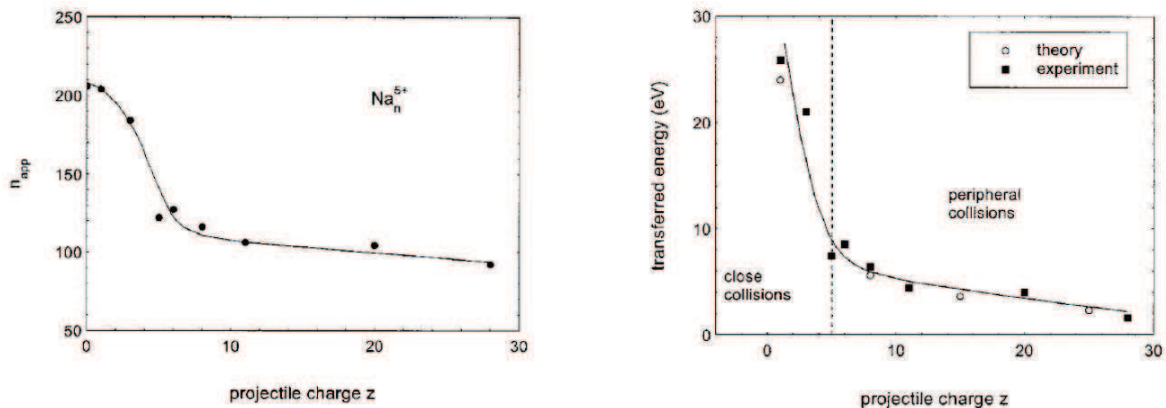 250
200
150
100
50
n_app
Na_n^5+
0
10
20
30
projectile charge z
30
20
10
0
transferred energy (eV)
theory
experiment
peripheral
collisions
close
collisions
0
10
20
30
projectile charge z